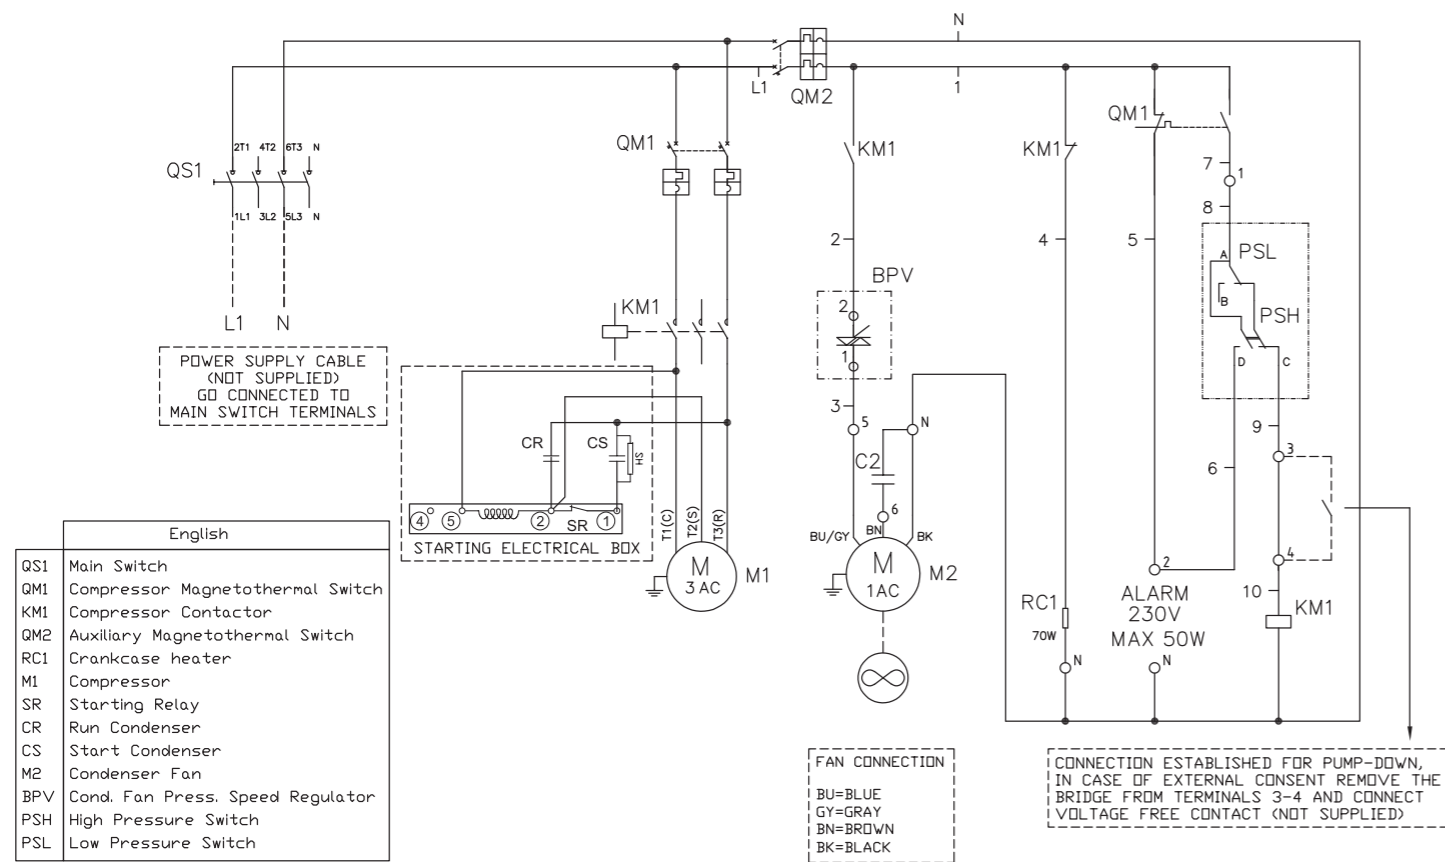 N
L1
QM2
1
QM1
KM1
KM1
QM1
QS1
2T1 4T2 6T3 N
1L1 3L2 5L3 N
7
1
8
2
4
5
L1 N
POWER SUPPLY CABLE
(NOT SUPPLIED)
GO CONNECTED TO
MAIN SWITCH TERMINALS
KM1
BPV
2
1
3
5
N
PSL
A
B
PSH
D C
9
3
6
4
10
KM1
2
CR CS HS
4 5 2 SR 1
STARTING ELECTRICAL BOX
T1(C) T2(S) T3(R)
M
3 AC
M1
C2
6
BU/GY BN BK
M
1AC
M2
RC1
70W
N
ALARM
230V
MAX 50W
N
English
QS1 Main Switch
QM1 Compressor Magnetothermal Switch
KM1 Compressor Contactor
QM2 Auxiliary Magnetothermal Switch
RC1 Crankcase heater
M1 Compressor
SR Starting Relay
CR Run Condenser
CS Start Condenser
M2 Condenser Fan
BPV Cond. Fan Press. Speed Regulator
PSH High Pressure Switch
PSL Low Pressure Switch
FAN CONNECTION
BU=BLUE
GY=GRAY
BN=BROWN
BK=BLACK
CONNECTION ESTABLISHED FOR PUMP-DOWN,
IN CASE OF EXTERNAL CONSENT REMOVE THE
BRIDGE FROM TERMINALS 3-4 AND CONNECT
VOLTAGE FREE CONTACT (NOT SUPPLIED)